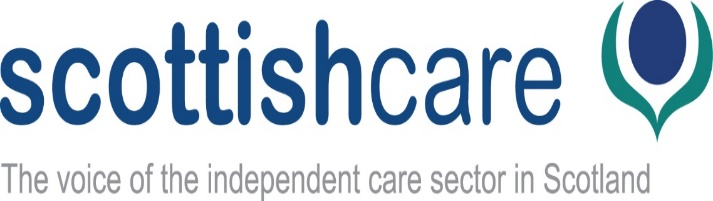 scottishcare
The voice of the independent care sector in Scotland